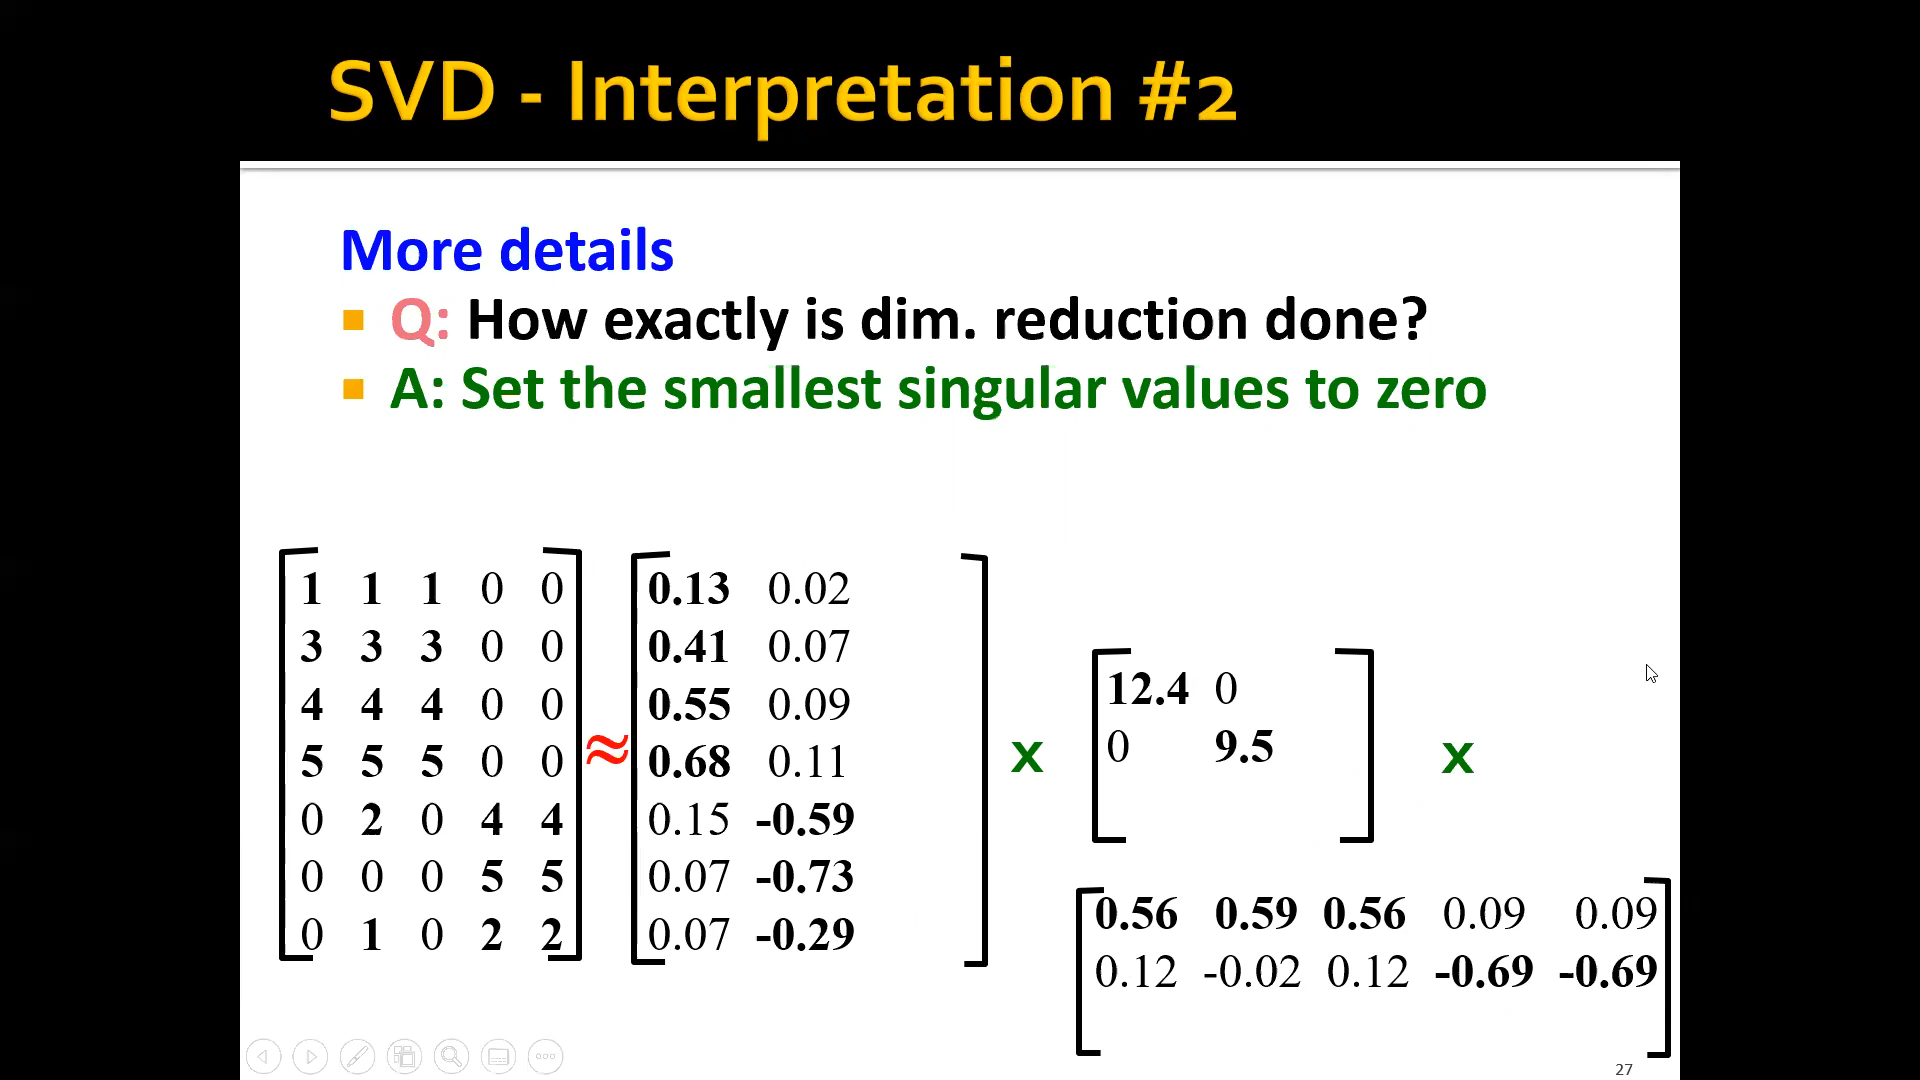 SVD - Interpretation #2
More details
Q: How exactly is dim. reduction done?
A: Set the smallest singular values to zero
1 1 1 0 0
3 3 3 0 0
4 4 4 0 0
5 5 5 0 0
0 2 0 4 4
0 0 0 5 5
0 1 0 2 2
≈
0.13 0.02
0.41 0.07
0.55 0.09
0.68 0.11
0.15 -0.59
0.07 -0.73
0.07 -0.29
x
12.4 0
0 9.5
x
0.56 0.59 0.56 0.09 0.09
0.12 -0.02 0.12 -0.69 -0.69
27